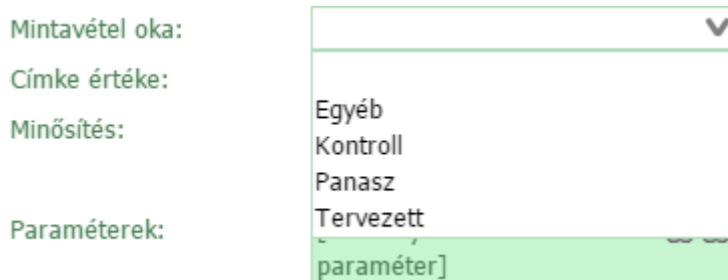 Mintavétel oka:
Címke értéke:
Egyéb
Minősítés:
Kontroll
Panasz
Tervezett
Paraméterek:
paraméter]